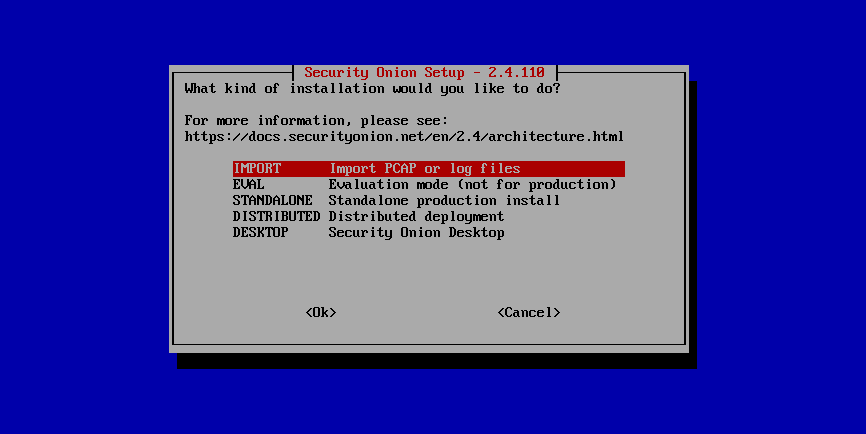 Security Onion Setup - 2.4.110
What kind of installation would you like to do?
For more information, please see:
https://docs.securityonion.net/en/2.4/architecture.html
IMPORT Import PCAP or log files
EVAL Evaluation mode (not for production)
STANDALONE Standalone production install
DISTRIBUTED Distributed deployment
DESKTOP Security Onion Desktop
<Ok> <Cancel>